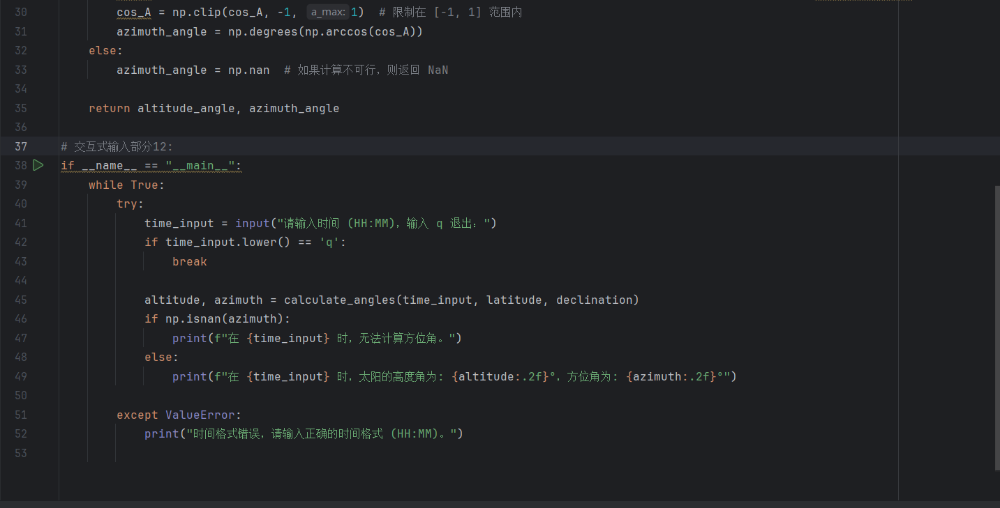 30 cos_A = np.clip(cos_A, -1, a_max: 1)  # 限制在 [-1, 1] 范围内
31 azimuth_angle = np.degrees(np.arccos(cos_A))
32 else:
33 azimuth_angle = np.nan  # 如果计算不可行，则返回 NaN
34
35 return altitude_angle, azimuth_angle
36
37 # 交互式输入部分12:
38 if __name__ == "__main__":
39 while True:
40 try:
41 time_input = input("请输入时间 (HH:MM)，输入 q 退出：")
42 if time_input.lower() == 'q':
43 break
44
45 altitude, azimuth = calculate_angles(time_input, latitude, declination)
46 if np.isnan(azimuth):
47 print(f"在 {time_input} 时，无法计算方位角。")
48 else:
49 print(f"在 {time_input} 时，太阳的高度角为: {altitude:.2f}°，方位角为: {azimuth:.2f}°")
50
51 except ValueError:
52 print("时间格式错误，请输入正确的时间格式 (HH:MM)。")
53